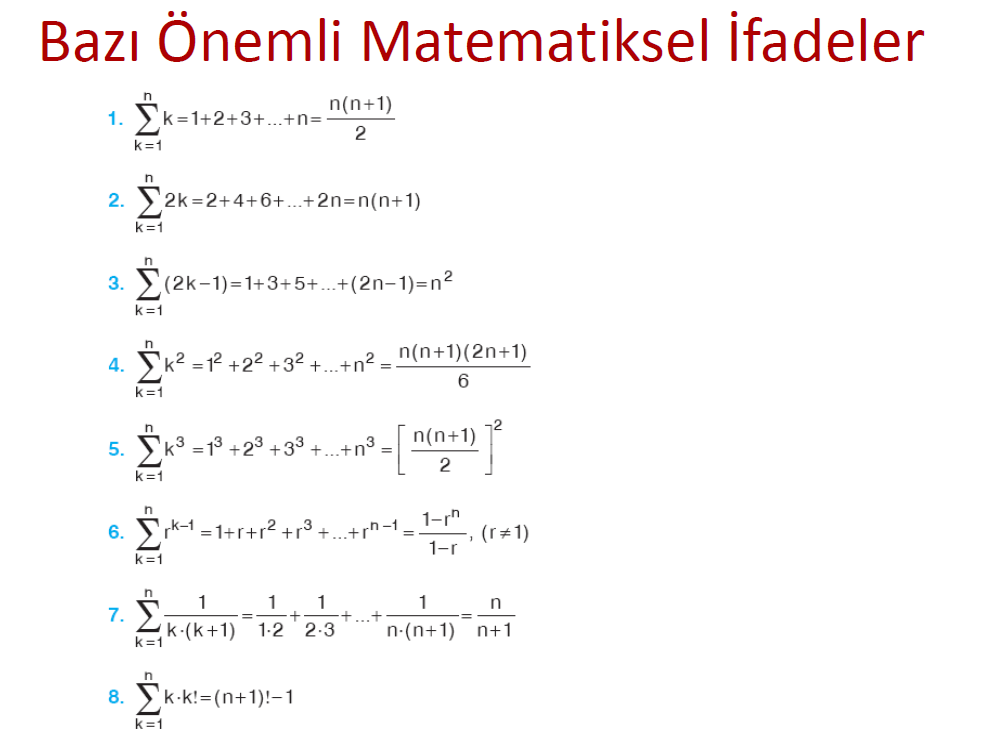 Bazı Önemli Matematiksel İfadeler
1. n∑k=1 k=1+2+3+...+n= n(n+1)/2
2. n∑k=1 2k=2+4+6+...+2n=n(n+1)
3. n∑k=1 (2k−1)=1+3+5+...+(2n−1)=n²
4. n∑k=1 k² =1² +2² +3² +...+n² = n(n+1)(2n+1)/6
5. n∑k=1 k³ =1³ +2³ +3³ +...+n³ =[n(n+1)/2]²
6. n∑k=1 rᵏ⁻¹ =1+r+r² +r³ +...+rⁿ⁻¹ = 1−rⁿ/1−r, (r≠1)
7. n∑k=1 1/k·(k+1) = 1/1·2 + 1/2·3 +...+ 1/n·(n+1) = n/n+1
8. n∑k=1 k·k!=(n+1)!−1